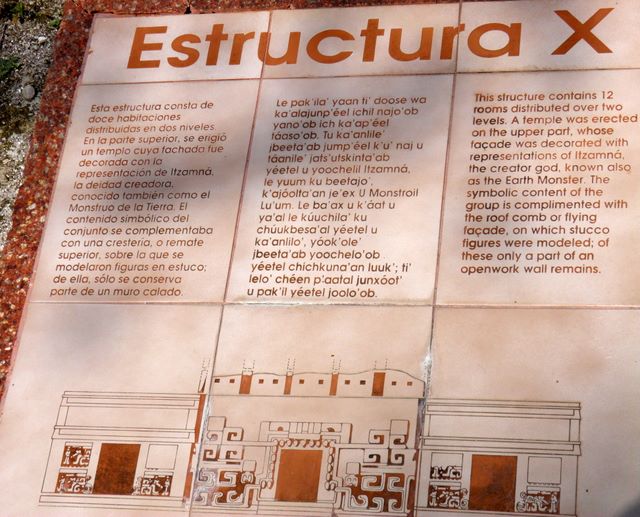 Estructura X
Esta estructura consta de
doce habitaciones
distribuidas en dos niveles.
En la parte superior, se erigió
un templo cuya fachada fue
decorada con la
representación de Itzamná,
la deidad creadora,
conocido también como el
Monstruo de la Tierra. El
contenido simbólico del
conjunto se complementaba
con una crestería, o remate
superior, sobre la que se
modelaron figuras en estuco;
de ella, sólo se conserva
parte de un muro calado.
Le pak'ila' yaan ti' doose wa
ka'alajunp'éel ichil najo'ob
yano'ob ich ka'ap'éel
táaso'ob. Tu ka'anlile'
jbeeta'ab jump'éel k'u' naj u
táanile' jats'utskinta'ab
yéetel u yoochelil Itzamná,
le yuum ku beetajo',
k'ajóolta'an je'ex U Monstroil
Lu'um. Le ba'ax u k'áat u
ya'al le kúuchila' ku
chúukbesa'al yéetel u
ka'anlilo', yóok'ole'
jbeeta'ab yoochelo'ob
yéetel chichkuna'an luuk'; ti'
lelo' chéen p'aatal junxóot'
u pak'il yéetel joolo'ob.
This structure contains 12
rooms distributed over two
levels. A temple was erected
on the upper part, whose
façade was decorated with
representations of Itzamná,
the creator god, known also
as the Earth Monster. The
symbolic content of the
group is complimented with
the roof comb or flying
façade, on which stucco
figures were modeled; of
these only a part of an
openwork wall remains.